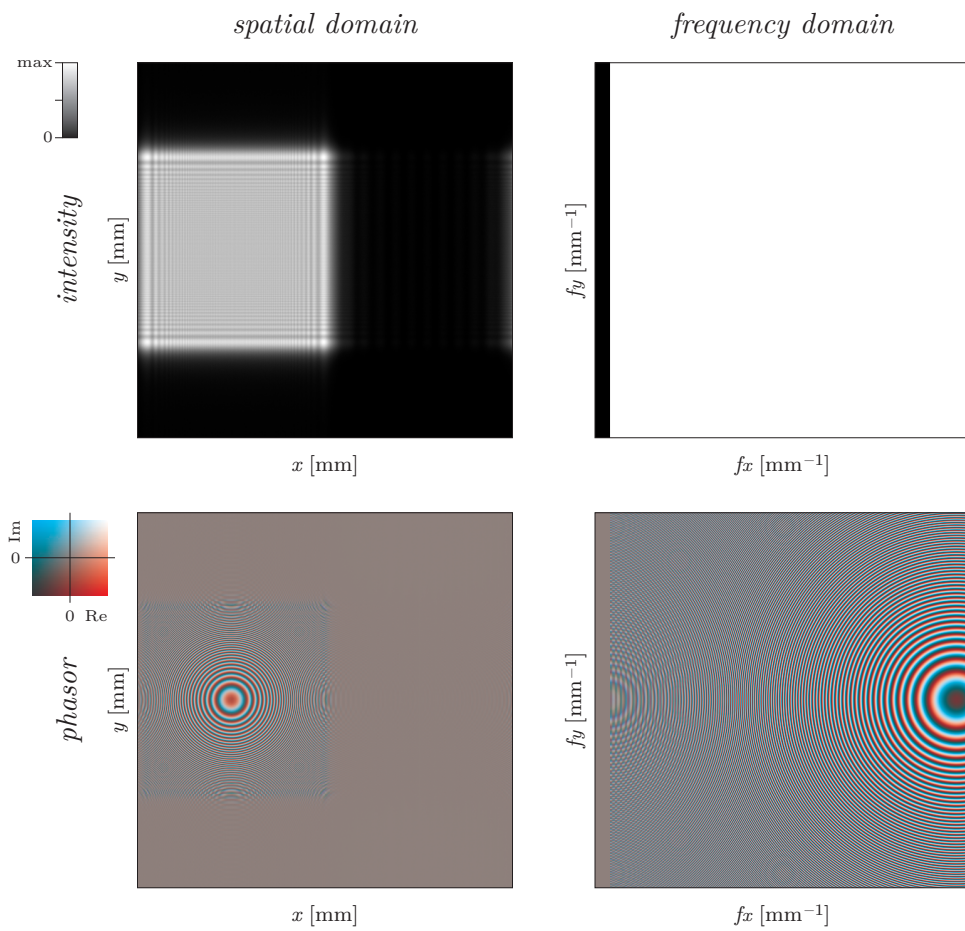 spatial domain
frequency domain
max
0
intensity
y [mm]
x [mm]
fy [mm⁻¹]
fx [mm⁻¹]
Im
0
0 Re
phasor
y [mm]
x [mm]
fy [mm⁻¹]
fx [mm⁻¹]